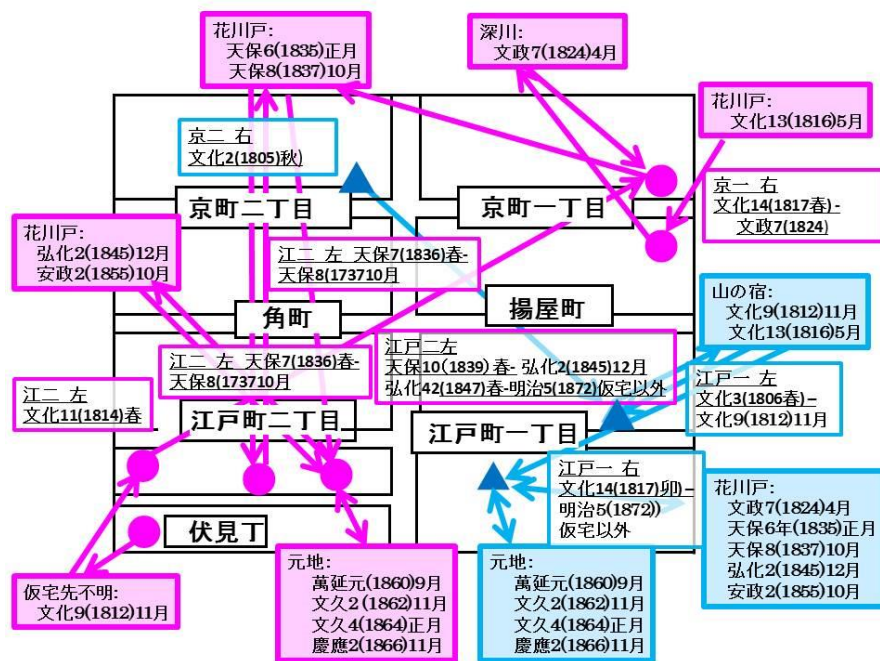 花川戸:
天保6(1835)正月
天保8(1837)10月
深川:
文政7(1824)4月
花川戸:
文化13(1816)5月
京二 右
文化2(1805)秋)
京町二丁目
京町一丁目
京一 右
文化14(1817春)-
文政7(1824)
花川戸:
弘化2(1845)12月
安政2(1855)10月
江二 左 天保7(1836)春-
天保8(173710月
角町
揚屋町
山の宿:
文化9(1812)11月
文化13(1816)5月
江二 左 天保7(1836)春-
天保8(173710月
江戸二左
天保10(1839)春- 弘化2(1845)12月
弘化42(1847)春-明治5(1872)仮宅以外
江戸一 左
文化3(1806春)-
文化9(1812)11月
江二 左
文化11(1814)春
江戸町二丁目
江戸町一丁目
江戸一 右
文化14(1817)卯)-
明治5(1872))
仮宅以外
花川戸:
文政7(1824)4月
天保6年(1835)正月
天保8(1837)10月
弘化2(1845)12月
安政2(1855)10月
伏見丁
仮宅先不明:
文化9(1812)11月
元地:
萬延元(1860)9月
文久2(1862)11月
文久4(1864)正月
慶應2(1866)11月
元地:
萬延元(1860)9月
文久2(1862)11月
文久4(1864)正月
慶應2(1866)11月